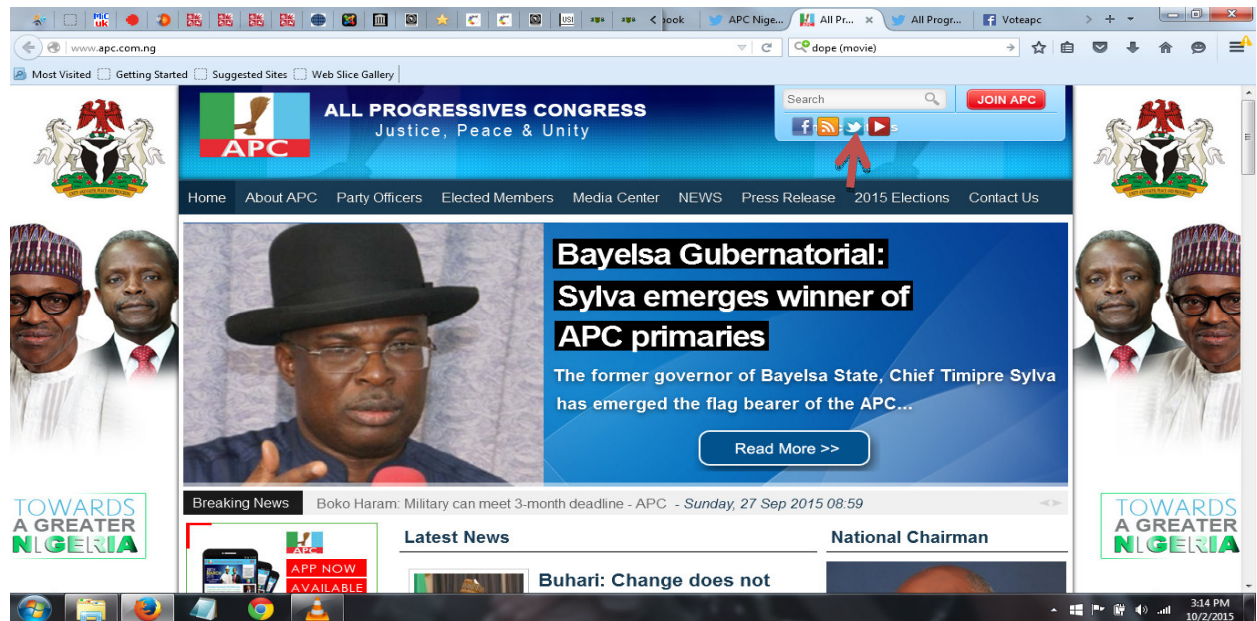 MiC
UK
USI
ook
APC Nige...
All Pr...
All Progr...
Voteapc
www.apc.com.ng
dope (movie)
Most Visited
Getting Started
Suggested Sites
Web Slice Gallery
APC
ALL PROGRESSIVES CONGRESS
Justice, Peace & Unity
Search
JOIN APC
Home
About APC
Party Officers
Elected Members
Media Center
NEWS
Press Release
2015 Elections
Contact Us
Bayelsa Gubernatorial:
Sylva emerges winner of
APC primaries
The former governor of Bayelsa State, Chief Timipre Sylva
has emerged the flag bearer of the APC...
Read More >>
Breaking News
Boko Haram: Military can meet 3-month deadline - APC - Sunday, 27 Sep 2015 08:59
TOWARDS
A GREATER
NIGERIA
TOWARDS
A GREATER
NIGERIA
APC
APP NOW
AVAILABLE
Latest News
Buhari: Change does not
National Chairman
3:14 PM
10/2/2015